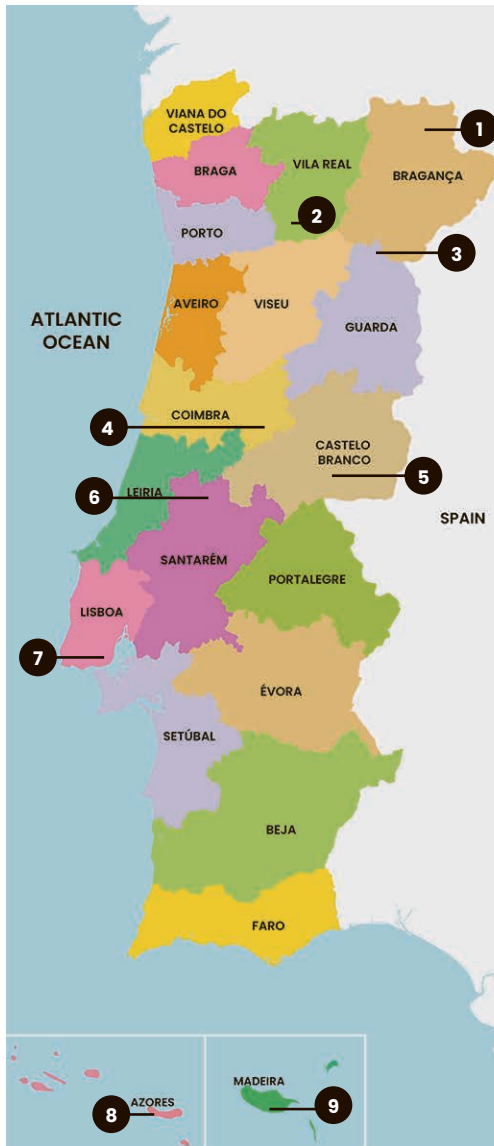 VIANA DO
CASTELO
1
BRAGA
VILA REAL
BRAGANÇA
2
PORTO
3
AVEIRO
VISEU
ATLANTIC
OCEAN
GUARDA
COIMBRA
4
CASTELO
BRANCO
5
LEIRIA
6
SPAIN
SANTARÉM
PORTALEGRE
LISBOA
7
ÉVORA
SETÚBAL
BEJA
FARO
MADEIRA
AZORES
8
9